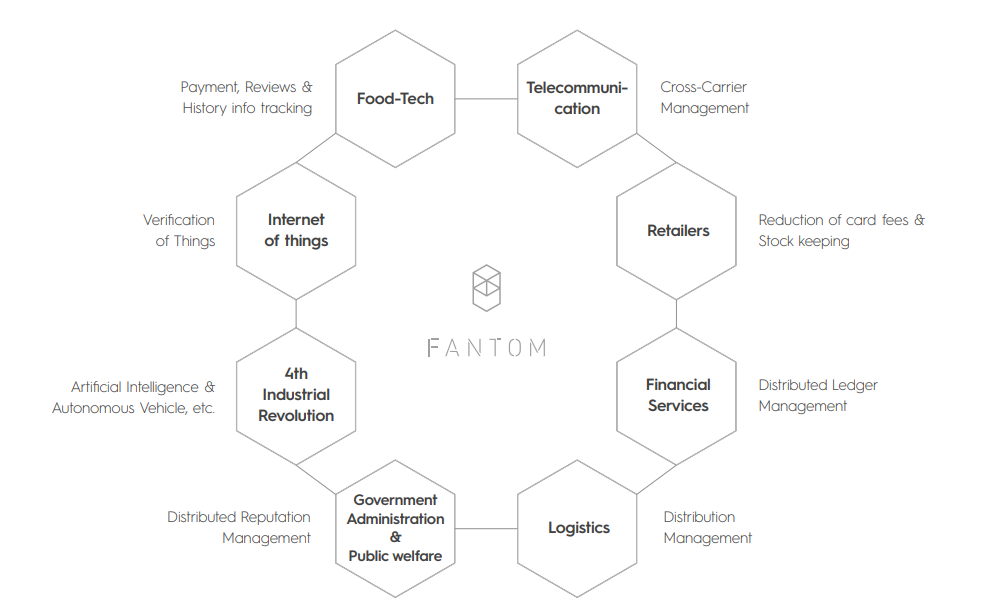 Payment, Reviews &
History info tracking
Food-Tech
Telecommuni-
cation
Cross-Carrier
Management
Verification
of Things
Internet
of things
Retailers
Reduction of card fees &
Stock keeping
FANTOM
Artificial Intelligence &
Autonomous Vehicle, etc.
4th
Industrial
Revolution
Financial
Services
Distributed Ledger
Management
Distributed Reputation
Management
Government
Administration
&
Public welfare
Logistics
Distribution
Management